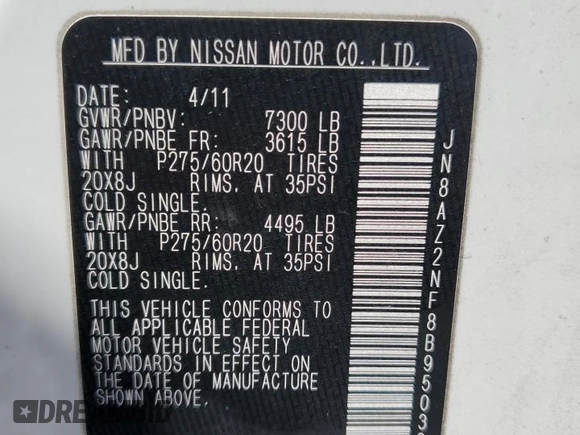 MFD BY NISSAN MOTOR CO.,LTD.
DATE: 4/11
GVWR/PNBV: 7300 LB
GAWR/PNBE FR: 3615 LB
WITH P275/60R20 TIRES
20X8J RIMS. AT 35PSI
COLD SINGLE.
GAWR/PNBE RR: 4495 LB
WITH P275/60R20 TIRES
20X8J RIMS. AT 35PSI
COLD SINGLE.
THIS VEHICLE CONFORMS TO
ALL APPLICABLE FEDERAL
MOTOR VEHICLE SAFETY
STANDARDS IN EFFECT ON
THE DATE OF MANUFACTURE
SHOWN ABOVE.
JN8AZ2NF8B9503